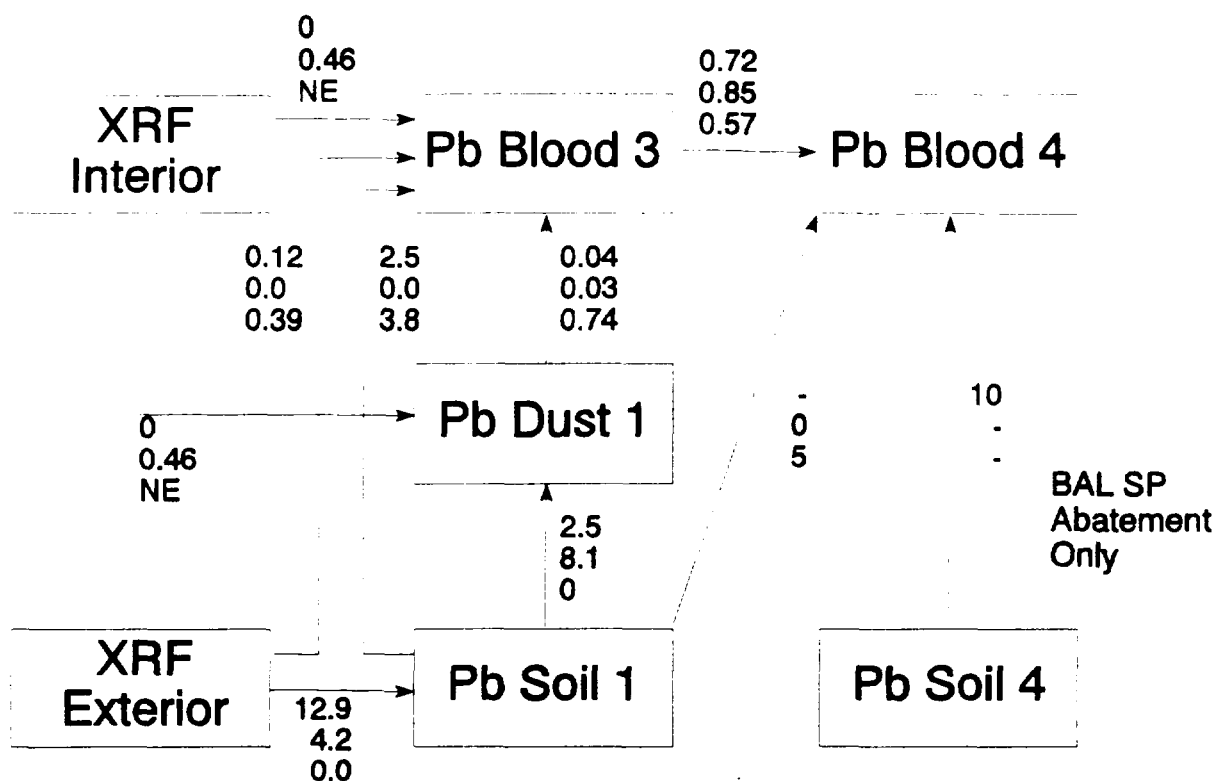 0
0.46
NE
0.72
0.85
0.57
XRF
Interior
Pb Blood 3
Pb Blood 4
0.12
0.0
0.39
2.5
0.0
3.8
0.04
0.03
0.74
Pb Dust 1
0
0.46
NE
-
0
5
10
-
-
BAL SP
Abatement
Only
2.5
8.1
0
XRF
Exterior
Pb Soil 1
Pb Soil 4
12.9
4.2
0.0